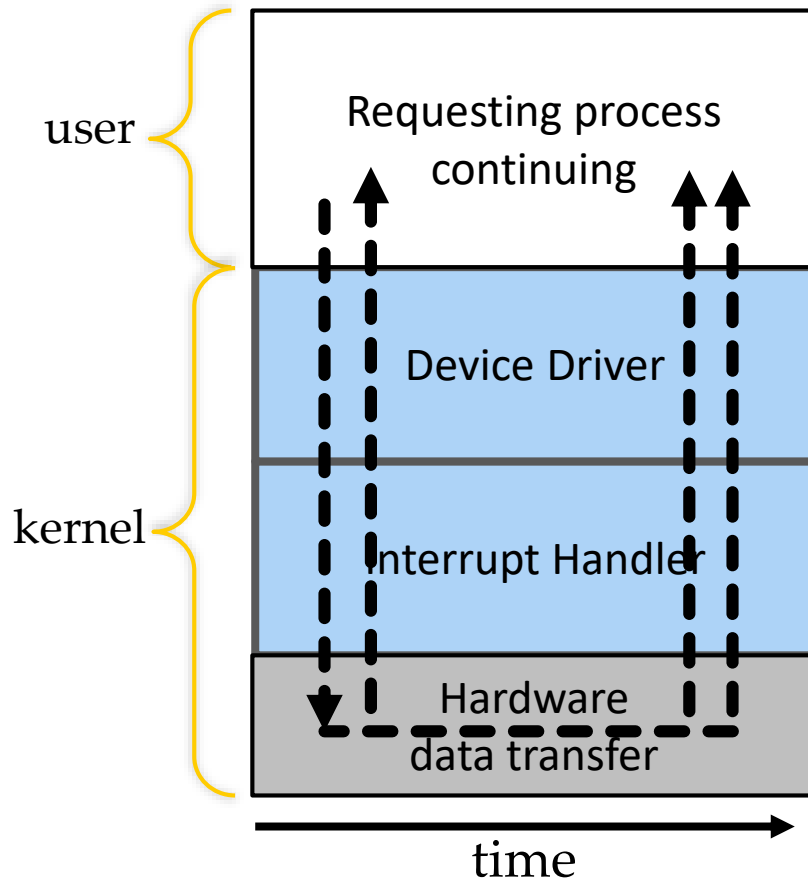 user
Requesting process
continuing
Device Driver
kernel
Interrupt Handler
Hardware
data transfer
time